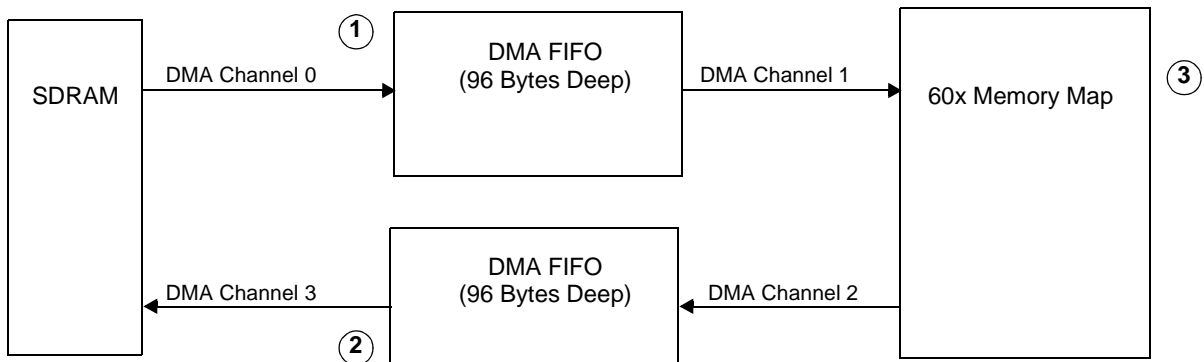 1
DMA FIFO
(96 Bytes Deep)
DMA Channel 0
DMA Channel 1
SDRAM
60x Memory Map
3
DMA FIFO
(96 Bytes Deep)
DMA Channel 3
DMA Channel 2
2